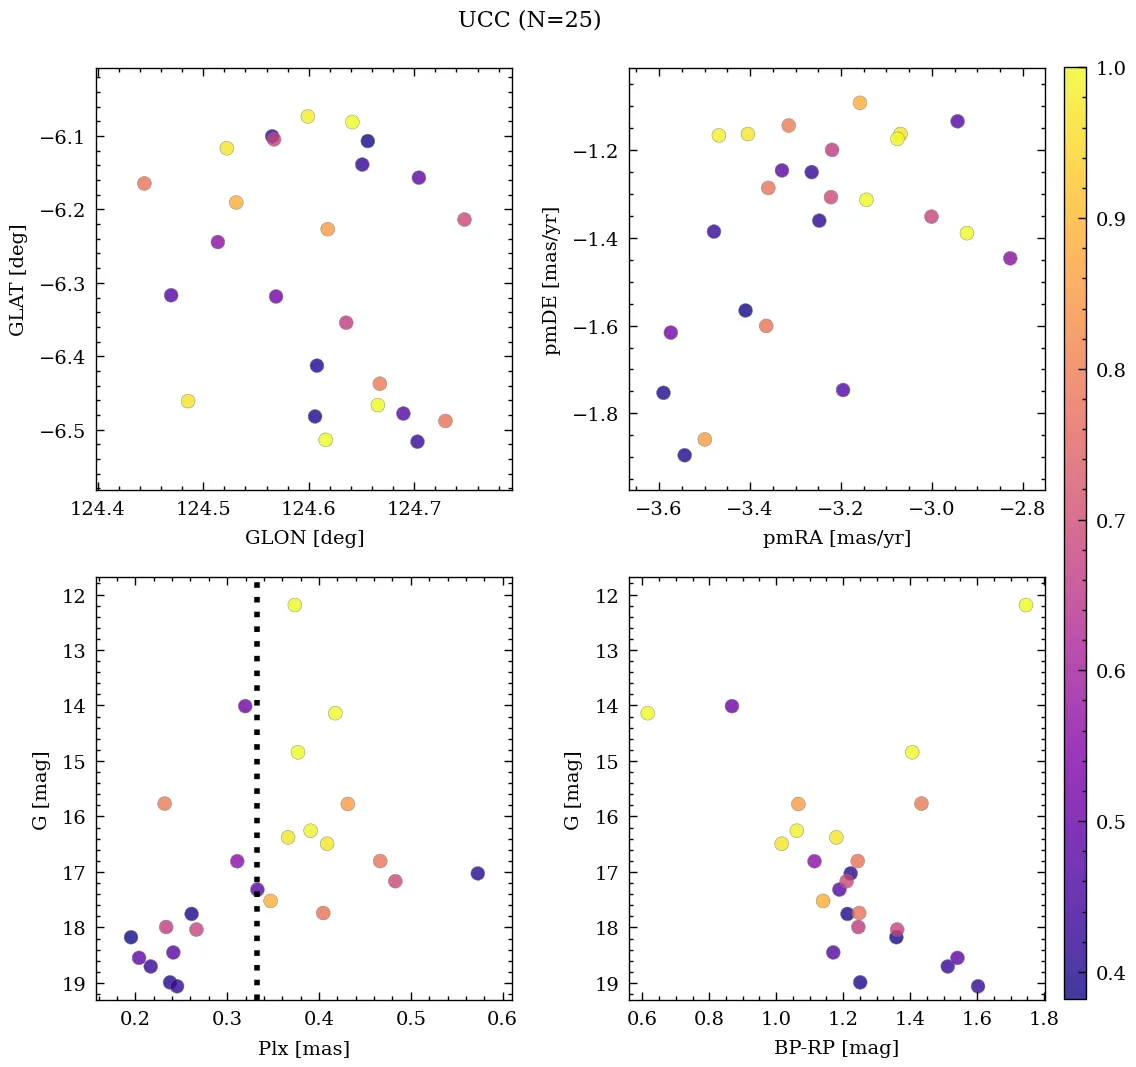 UCC (N=25)
−6.1
−6.2
−6.3
−6.4
−6.5
GLAT [deg]
124.4 124.5 124.6 124.7
GLON [deg]
−1.2
−1.4
−1.6
−1.8
pmDE [mas/yr]
−3.6 −3.4 −3.2 −3.0 −2.8
pmRA [mas/yr]
12
13
14
15
16
17
18
19
G [mag]
0.2 0.3 0.4 0.5 0.6
Plx [mas]
12
13
14
15
16
17
18
19
G [mag]
0.6 0.8 1.0 1.2 1.4 1.6 1.8
BP-RP [mag]
1.0
0.9
0.8
0.7
0.6
0.5
0.4